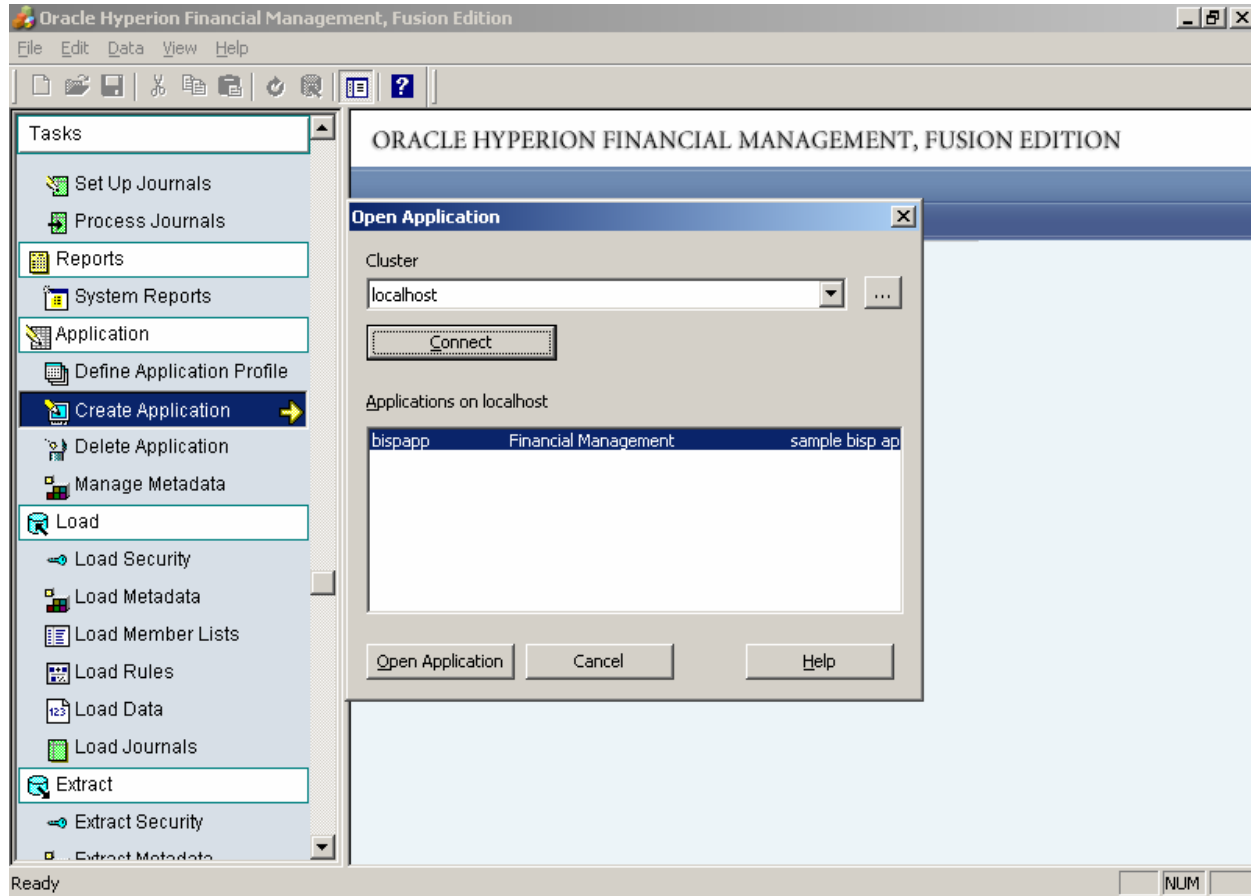 Oracle Hyperion Financial Management, Fusion Edition
File Edit Data View Help
?
Tasks
Set Up Journals
Process Journals
Reports
System Reports
Application
Define Application Profile
Create Application
Delete Application
Manage Metadata
Load
Load Security
Load Metadata
Load Member Lists
Load Rules
123
Load Data
Load Journals
Extract
Extract Security
Extract Metadata
ORACLE HYPERION FINANCIAL MANAGEMENT, FUSION EDITION
Open Application
Cluster
localhost
...
Connect
Applications on localhost
bispapp Financial Management sample bisp ap
Open Application Cancel Help
Ready NUM